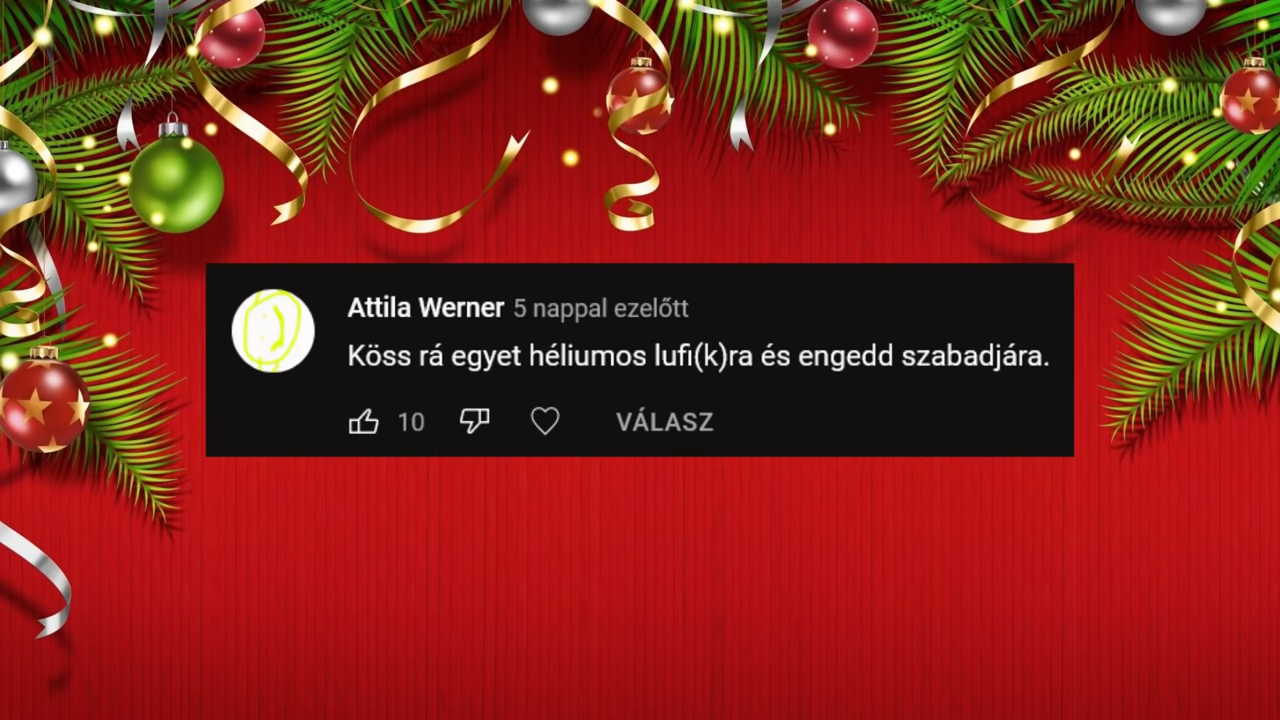 Attila Werner 5 nappal ezelőtt
Köss rá egyet héliumos lufi(k)ra és engedd szabadjára.
10 VÁLASZ